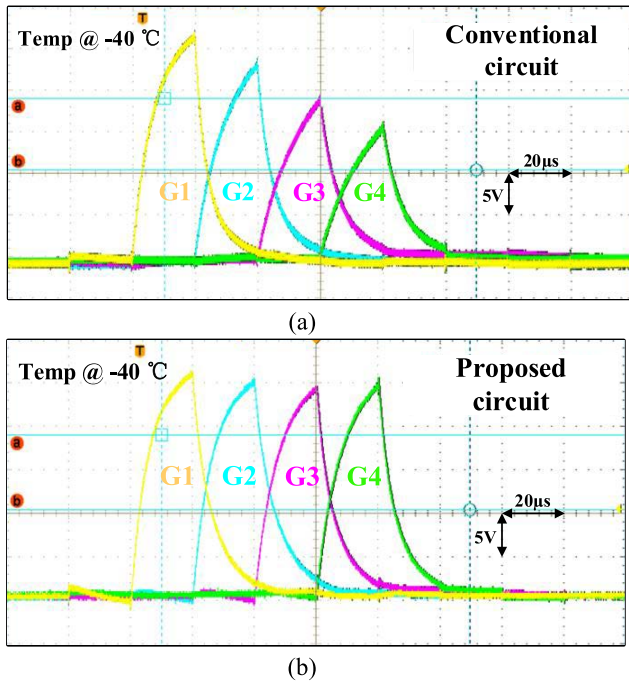 T
Temp @ -40 ℃
Conventional
circuit
a
b
20μs
5V
G1 G2 G3 G4
(a)
T
Temp @ -40 ℃
Proposed
circuit
a
b
20μs
5V
G1 G2 G3 G4
(b)